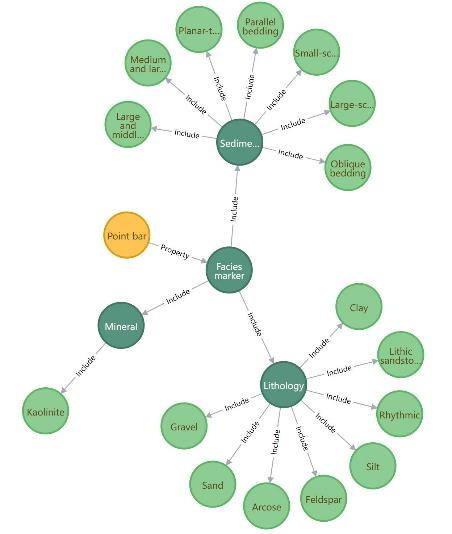 Planar-t...
Parallel
bedding
Small-sc...
Medium
and lar...
Large-sc...
Large
and
middl...
Sedime...
Oblique
bedding
Include
Include
Include
Include
Include
Include
Include
Include
Point bar
Property
Facies
marker
Include
Mineral
Include
Kaolinite
Include
Lithology
Clay
Lithic
sandsto...
Rhythmic
Silt
Feldspar
Arcose
Sand
Gravel
Include
Include
Include
Include
Include
Include
Include
Include